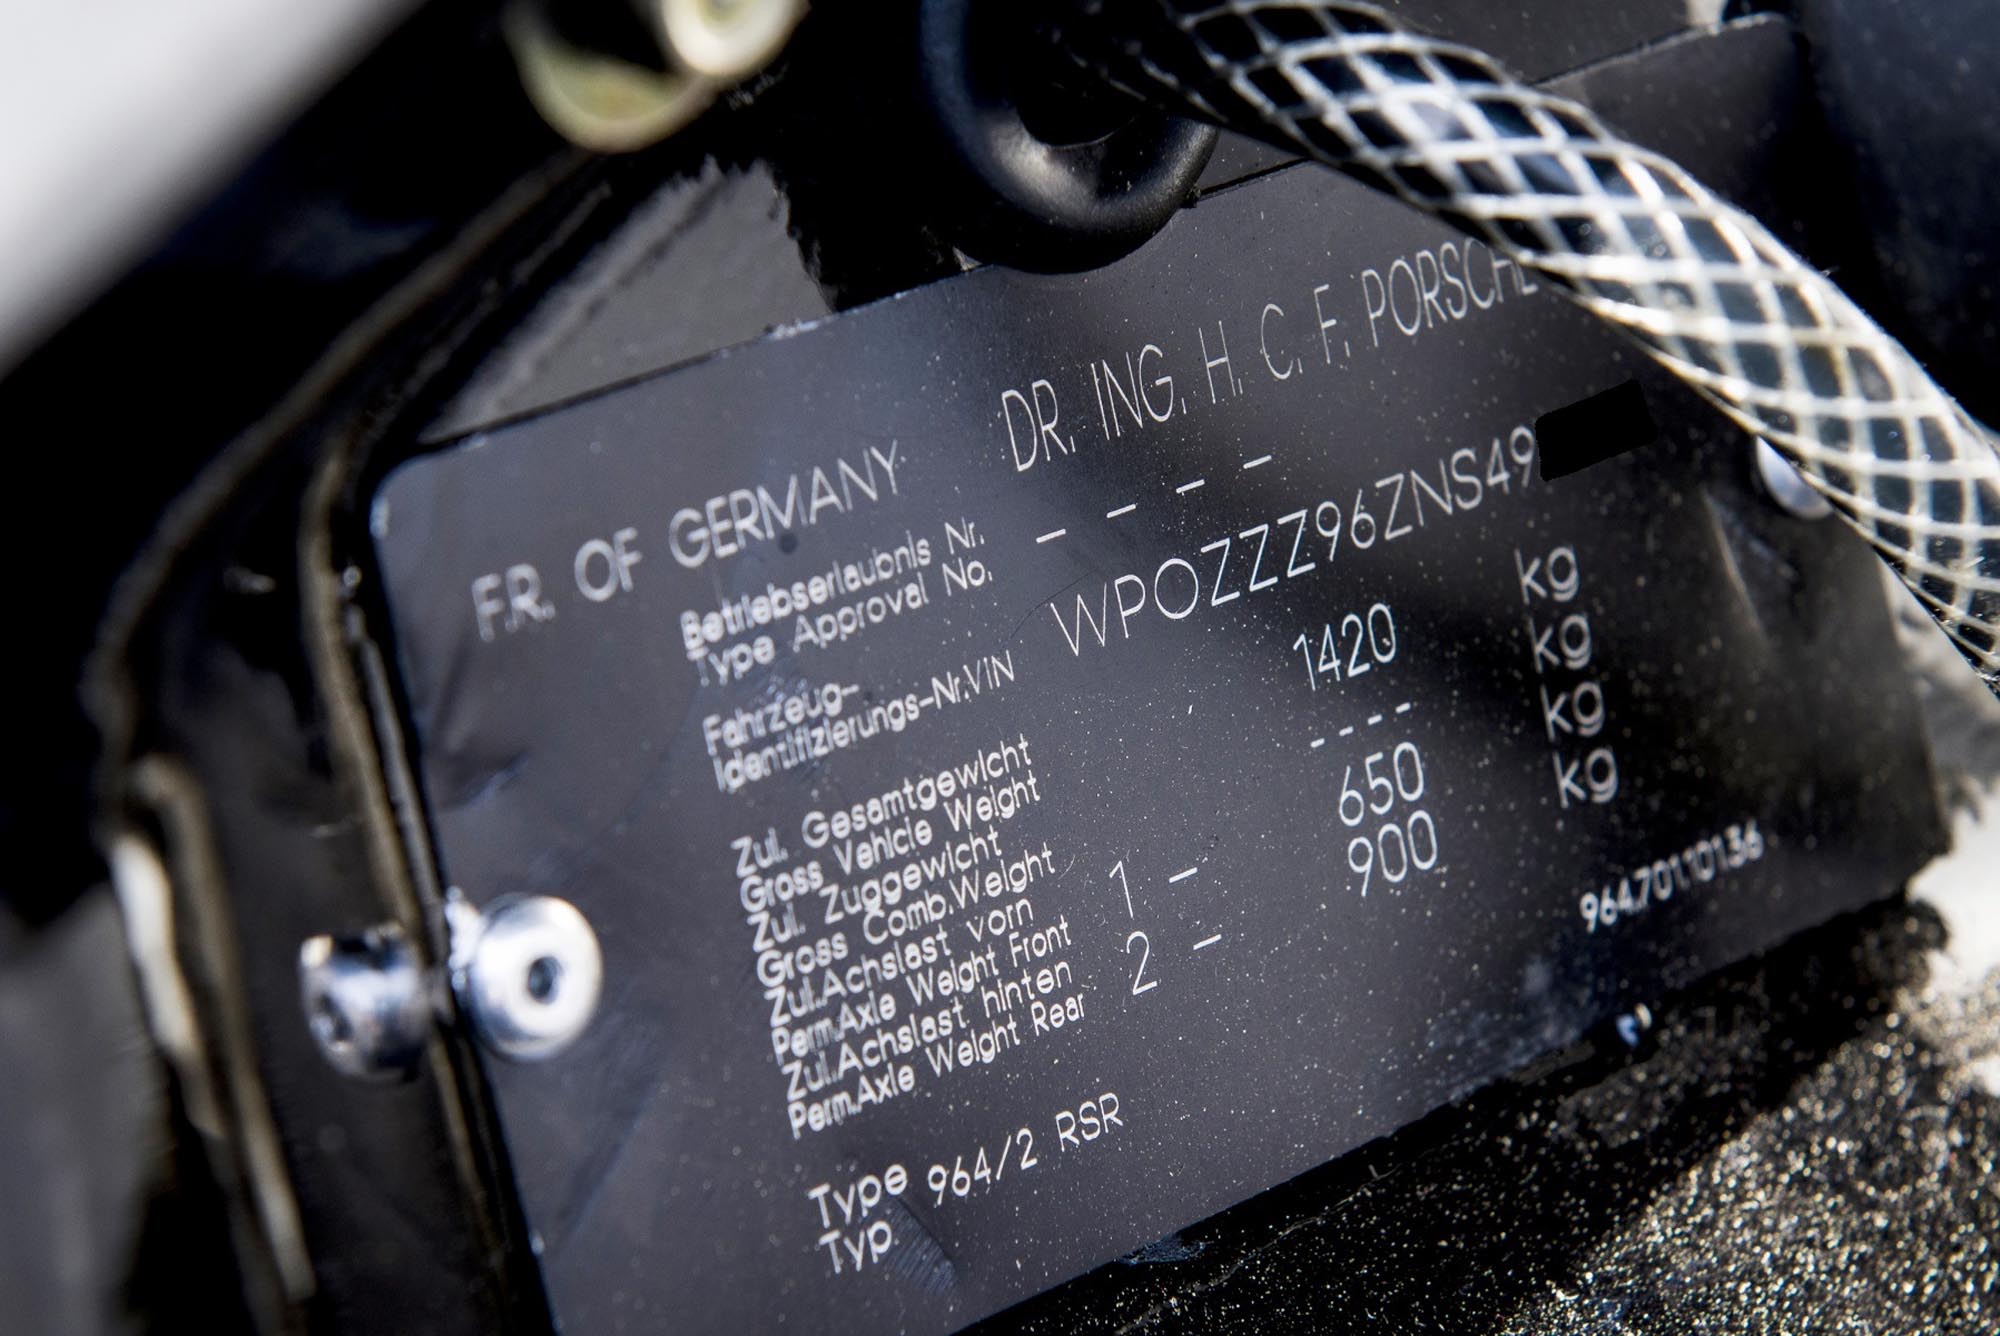 F.R. OF GERMANY DR. ING. H. C. F. PORSCHE
Betriebserlaubnis Nr. - - - -
Type Approval No.
Fahrzeug-
Identifizierungs-Nr.VIN WPOZZZ96ZNS49
Zul. Gesamtgewicht 1420 kg
Gross Vehicle Weight
Zul. Zuggewicht ---- kg
Gross Comb.Weight
Zul.Achslast vorn 1 - 650 kg
Perm.Axle Weight Front
Zul.Achslast hinten 2 - 900 kg
Perm.Axle Weight Rear
964.701.101.36
Type 964/2 RSR
Typ.